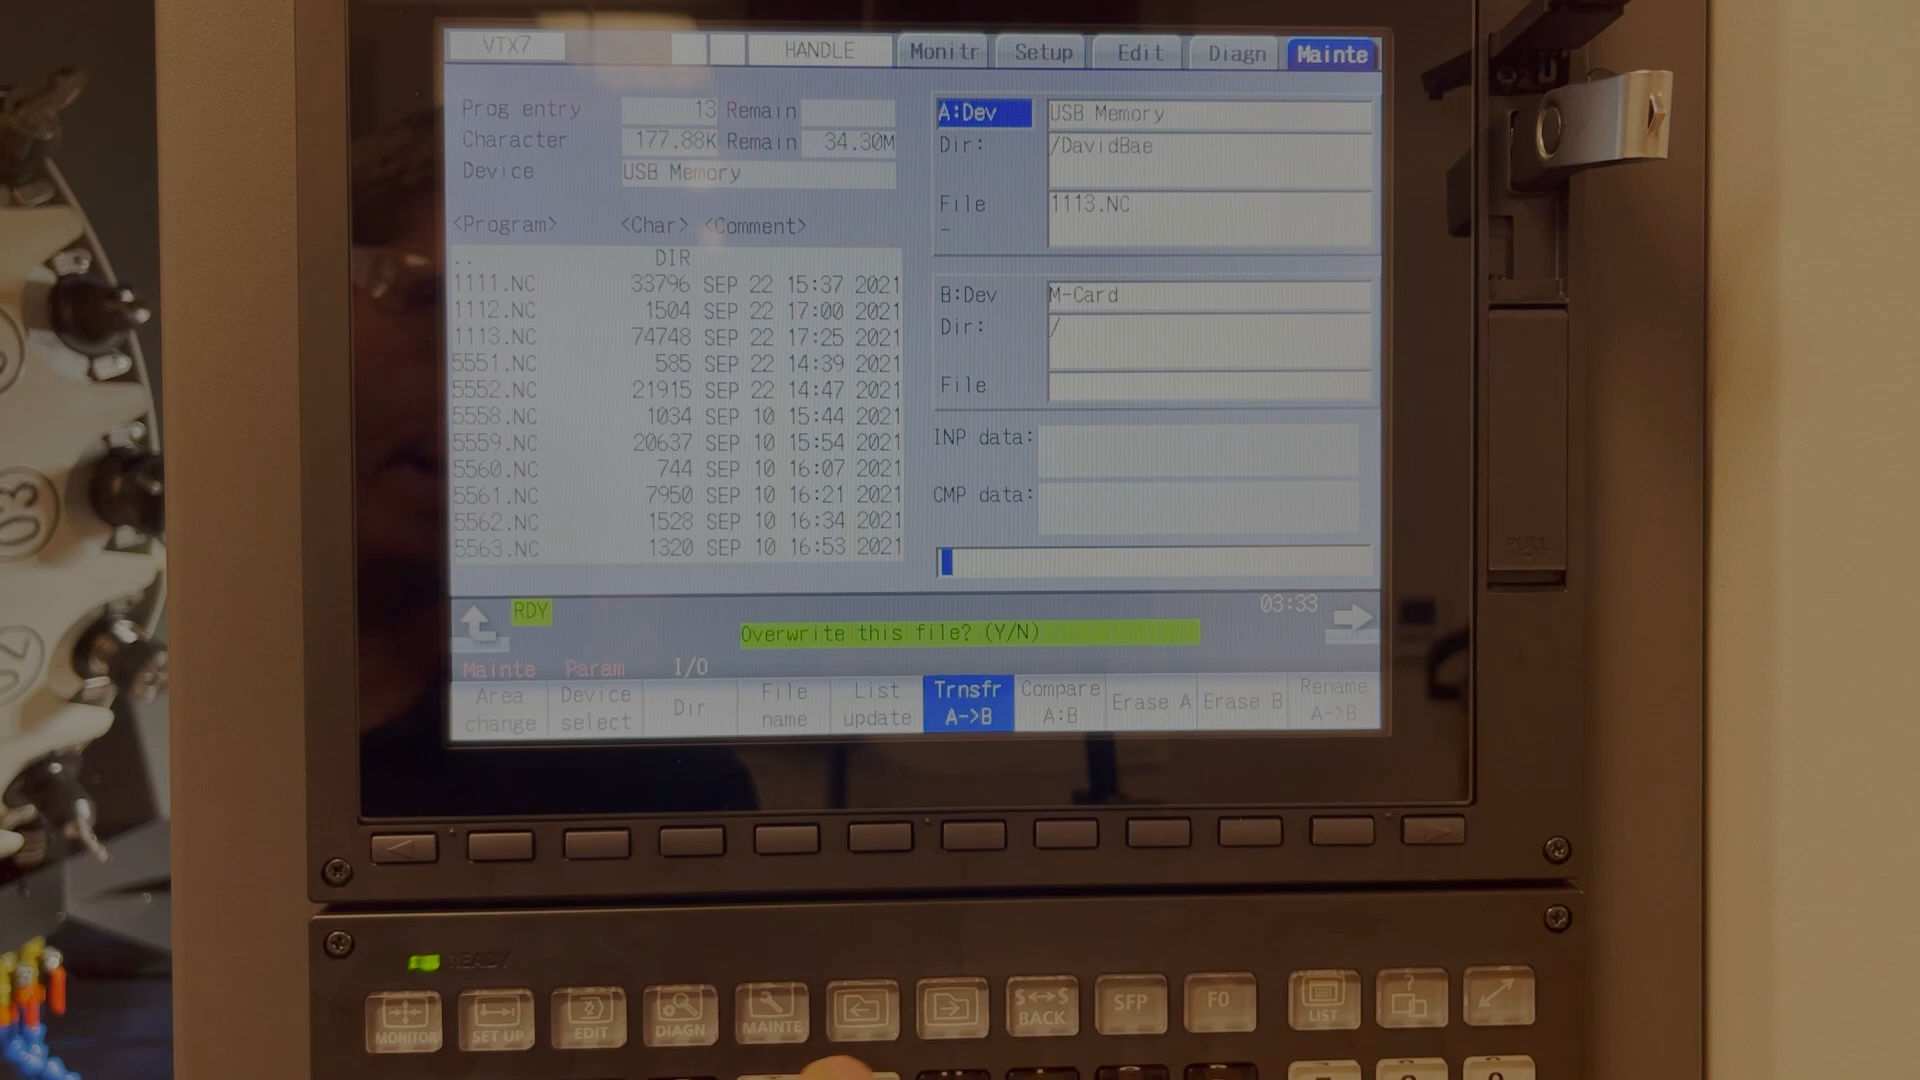 VTX7 HANDLE Monitr Setup Edit Diagn Mainte
Prog entry 13 Remain
Character 177.88K Remain 34.30M
Device USB Memory
<Program> <Char> <Comment>
.. DIR
1111.NC 33796 SEP 22 15:37 2021
1112.NC 1504 SEP 22 17:00 2021
1113.NC 74748 SEP 22 17:25 2021
5551.NC 585 SEP 22 14:39 2021
5552.NC 21915 SEP 22 14:47 2021
5558.NC 1034 SEP 10 15:44 2021
5559.NC 20637 SEP 10 15:54 2021
5560.NC 744 SEP 10 16:07 2021
5561.NC 7950 SEP 10 16:21 2021
5562.NC 1528 SEP 10 16:34 2021
5563.NC 1320 SEP 10 16:53 2021
A:Dev USB Memory
Dir: /DavidBae
File 1113.NC
-
B:Dev M-Card
Dir: /
File
INP data:
CMP data:
RDY
03:33
Overwrite this file? (Y/N)
Mainte Param I/O
Area change
Device select
Dir
File name
List update
Trnsfr A->B
Compare A:B
Erase A
Erase B
Rename A->B
PULL
03
02
READY
MONITOR
SET UP
EDIT
DIAGN
MAINTE
$<->$ BACK
SFP
F0
LIST
?